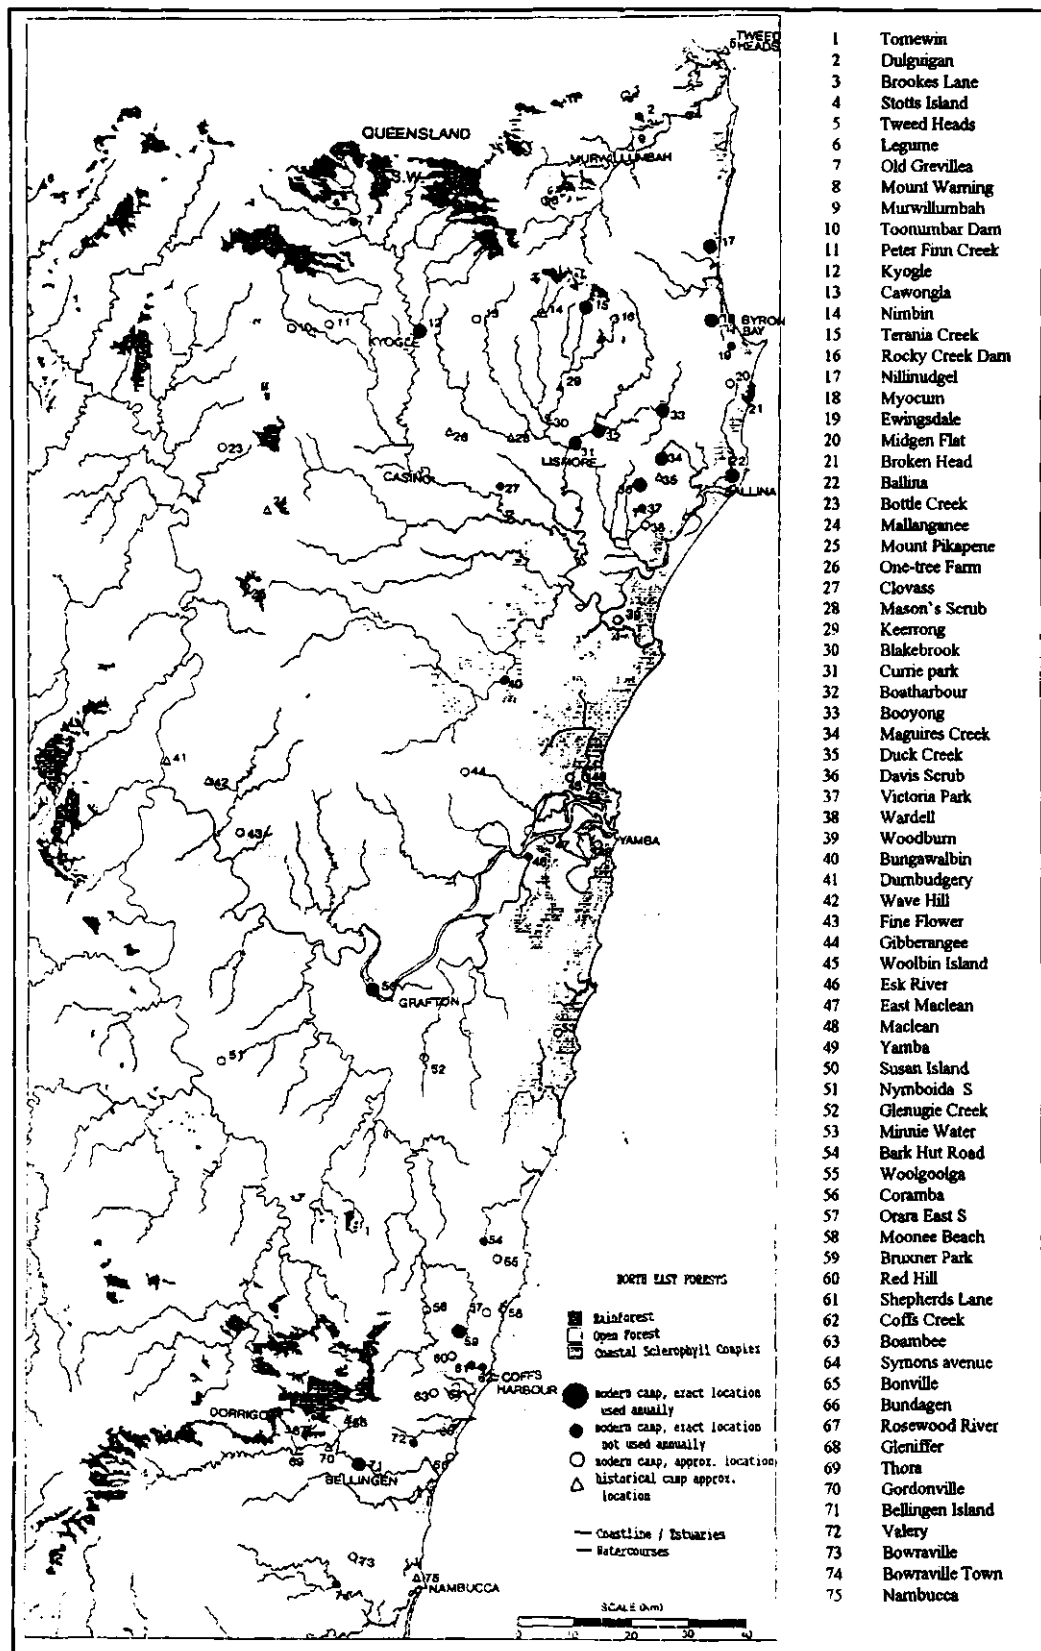 TWEED
HEADS
QUEENSLAND
N.S.W.
MURWILLUMBAH
KYOGLE
BYRON
BAY
LISMORE
CASINO
BALLINA
YAMBA
GRAFTON
COFFS
HARBOUR
DORRIGO
BELLINGEN
NAMBUCCA
NORTH EAST FORESTS
Rainforest
Open Forest
Coastal Sclerophyll Complex
modern camp, exact location
used annually
modern camp, exact location
not used annually
modern camp, approx. location
historical camp approx.
location
Coastline / Estuaries
Watercourses
SCALE (km)
0 10 20 30 40
1 Tomewin
2 Dulguigan
3 Brookes Lane
4 Stotts Island
5 Tweed Heads
6 Legume
7 Old Grevillea
8 Mount Warning
9 Murwillumbah
10 Toonumbar Dam
11 Peter Finn Creek
12 Kyogle
13 Cawongla
14 Nimbin
15 Terania Creek
16 Rocky Creek Dam
17 Nillinudgel
18 Myocum
19 Ewingsdale
20 Midgen Flat
21 Broken Head
22 Ballina
23 Bottle Creek
24 Mallanganee
25 Mount Pikapene
26 One-tree Farm
27 Clovass
28 Mason's Scrub
29 Keerrong
30 Blakebrook
31 Currie park
32 Boatharbour
33 Booyong
34 Maguires Creek
35 Duck Creek
36 Davis Scrub
37 Victoria Park
38 Wardell
39 Woodburn
40 Bungawalbin
41 Dumbudgery
42 Wave Hill
43 Fine Flower
44 Gibberangee
45 Woolbin Island
46 Esk River
47 East Maclean
48 Maclean
49 Yamba
50 Susan Island
51 Nymboida S
52 Glenugie Creek
53 Minnie Water
54 Bark Hut Road
55 Woolgoolga
56 Coramba
57 Orara East S
58 Moonee Beach
59 Bruxner Park
60 Red Hill
61 Shepherds Lane
62 Coffs Creek
63 Boambee
64 Symons avenue
65 Bonville
66 Bundagen
67 Rosewood River
68 Gleniffer
69 Thora
70 Gordonville
71 Bellingen Island
72 Valery
73 Bowraville
74 Bowraville Town
75 Nambucca